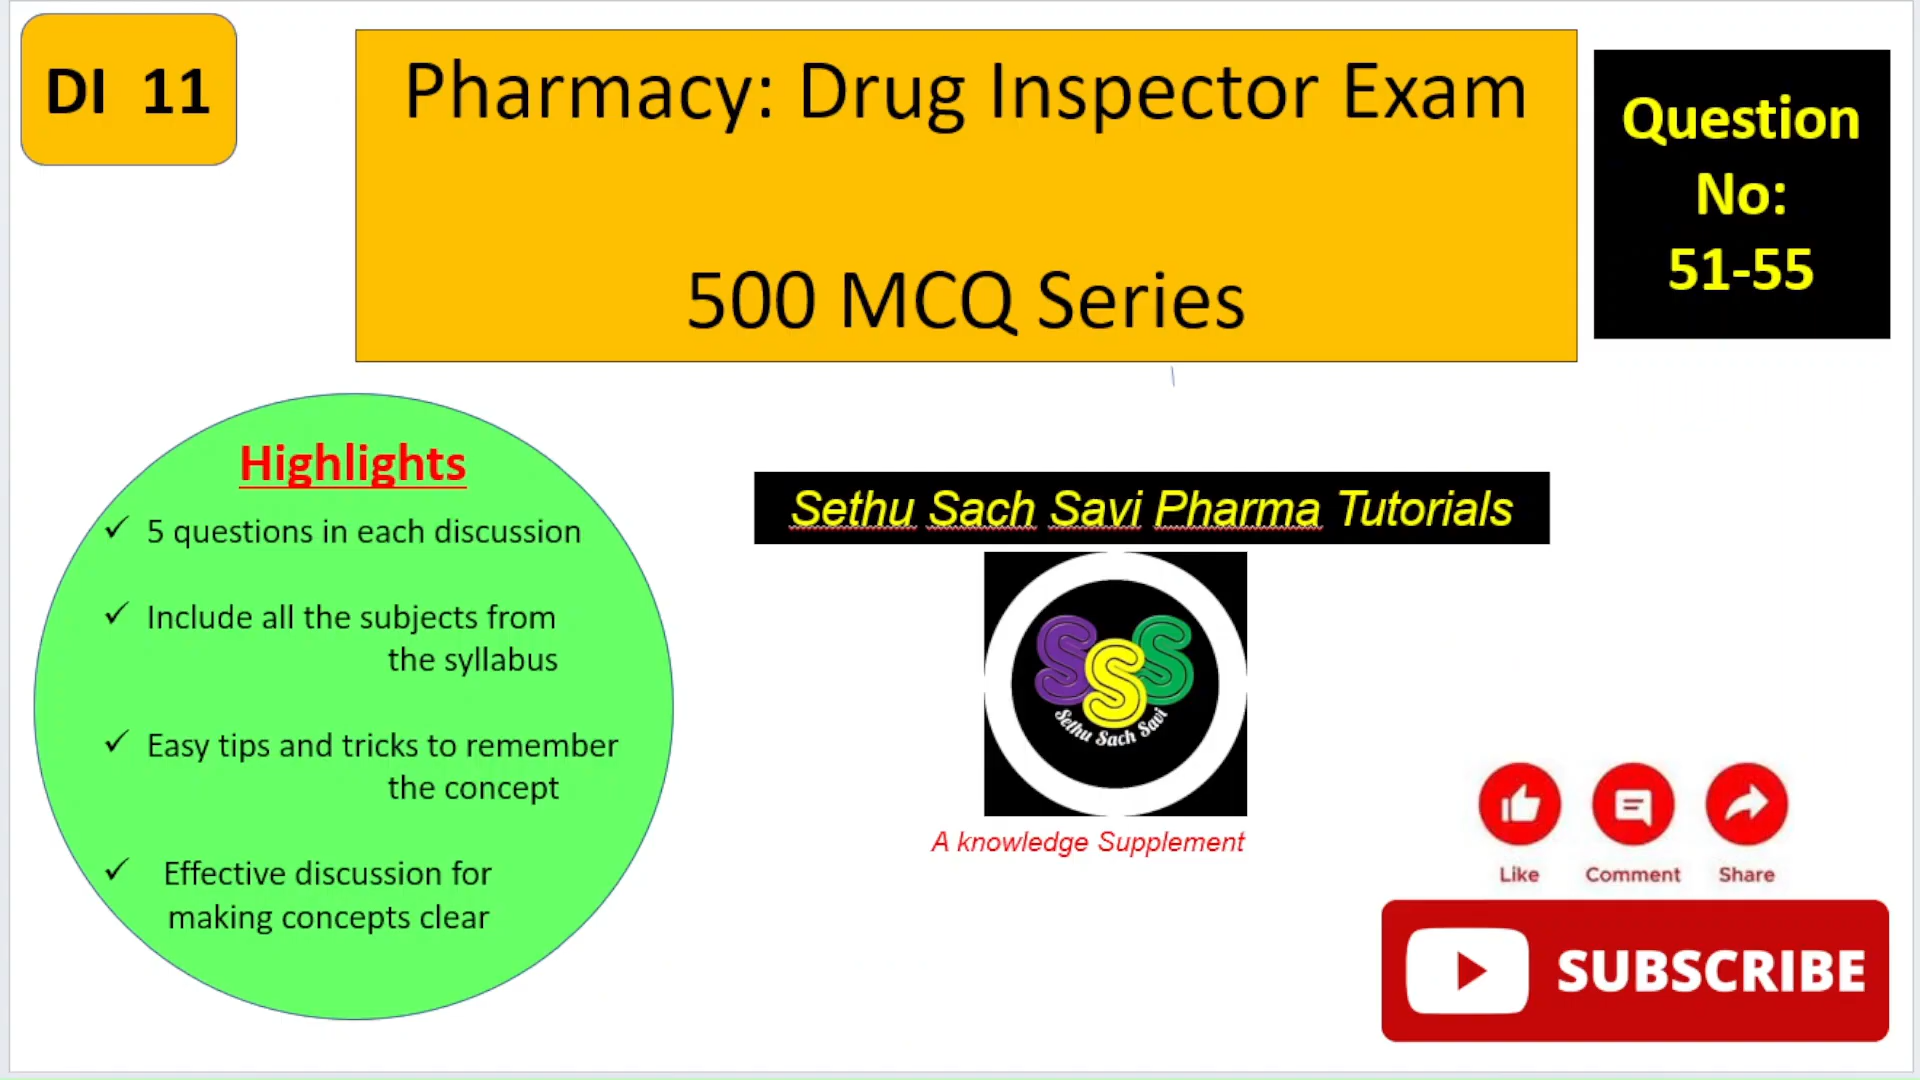 DI 11
Pharmacy: Drug Inspector Exam
500 MCQ Series
Question
No:
51-55
Highlights
✓ 5 questions in each discussion
✓ Include all the subjects from
the syllabus
✓ Easy tips and tricks to remember
the concept
✓ Effective discussion for
making concepts clear
Sethu Sach Savi Pharma Tutorials
SSS
Sethu Sach Savi
A knowledge Supplement
Like Comment Share
SUBSCRIBE